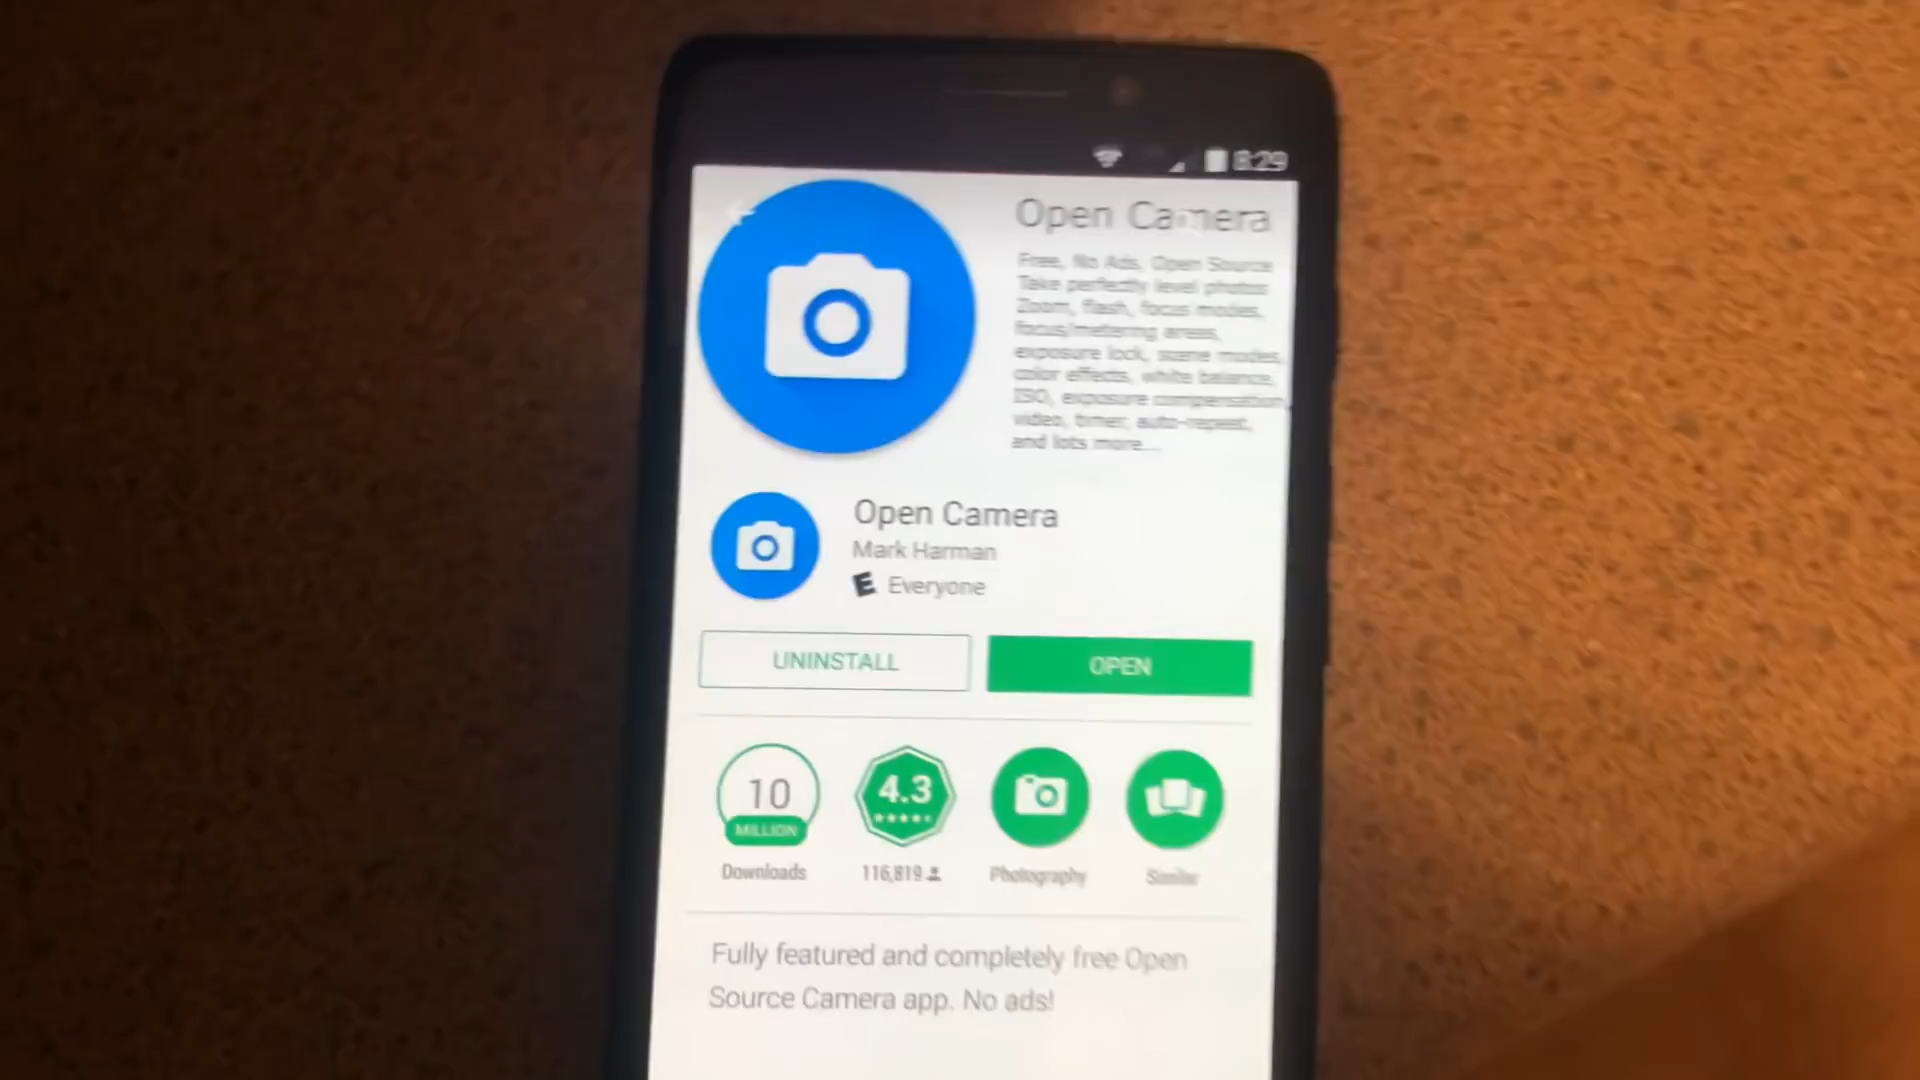 8:29
Open Camera
Free, No Ads, Open Source
Take perfectly level photos
Zoom, flash, focus modes,
focus/metering areas,
exposure lock, scene modes,
color effects, white balance,
ISO, exposure compensation,
video, timer, auto-repeat,
and lots more...
Open Camera
Mark Harman
E Everyone
UNINSTALL
OPEN
10
MILLION
4.3
Downloads
116,819
Photography
Similar
Fully featured and completely free Open
Source Camera app. No ads!